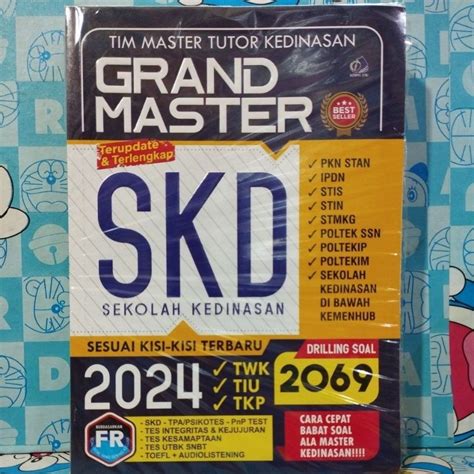 TIM MASTER TUTOR KEDINASAN
GRAND
MASTER
BEST
SELLER
Terupdate
& Terlengkap
SKD
SEKOLAH KEDINASAN
✓ PKN STAN
✓ IPDN
✓ STIS
✓ STIN
✓ STMKG
✓ POLTEK SSN
✓ POLTEKIP
✓ POLTEKIM
✓ SEKOLAH
KEDINASAN
DI BAWAH
KEMENHUB
SESUAI KISI-KISI TERBARU
2024
✓ TWK
✓ TIU
✓ TKP
DRILLING SOAL
2069
BERDASARKAN
FR
- SKD - TPA/PSIKOTES - PnP TEST
- TES INTEGRITAS & KEJUJURAN
- TES KESAMAPTAAN
- TES UTBK SNBT
- TOEFL + AUDIOLISTENING
CARA CEPAT
BABAT SOAL
ALA MASTER
KEDINASAN!!!!